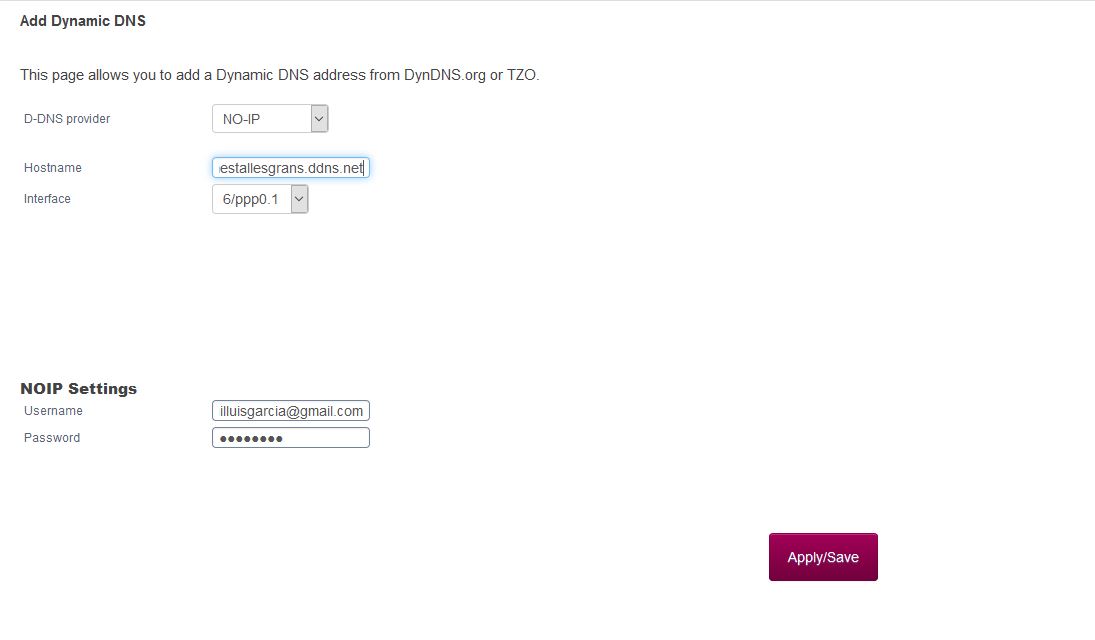 Add Dynamic DNS
This page allows you to add a Dynamic DNS address from DynDNS.org or TZO.
D-DNS provider NO-IP
Hostname estallesgrans.ddns.net
Interface 6/ppp0.1
NOIP Settings
Username illuisgarcia@gmail.com
Password ●●●●●●●●
Apply/Save